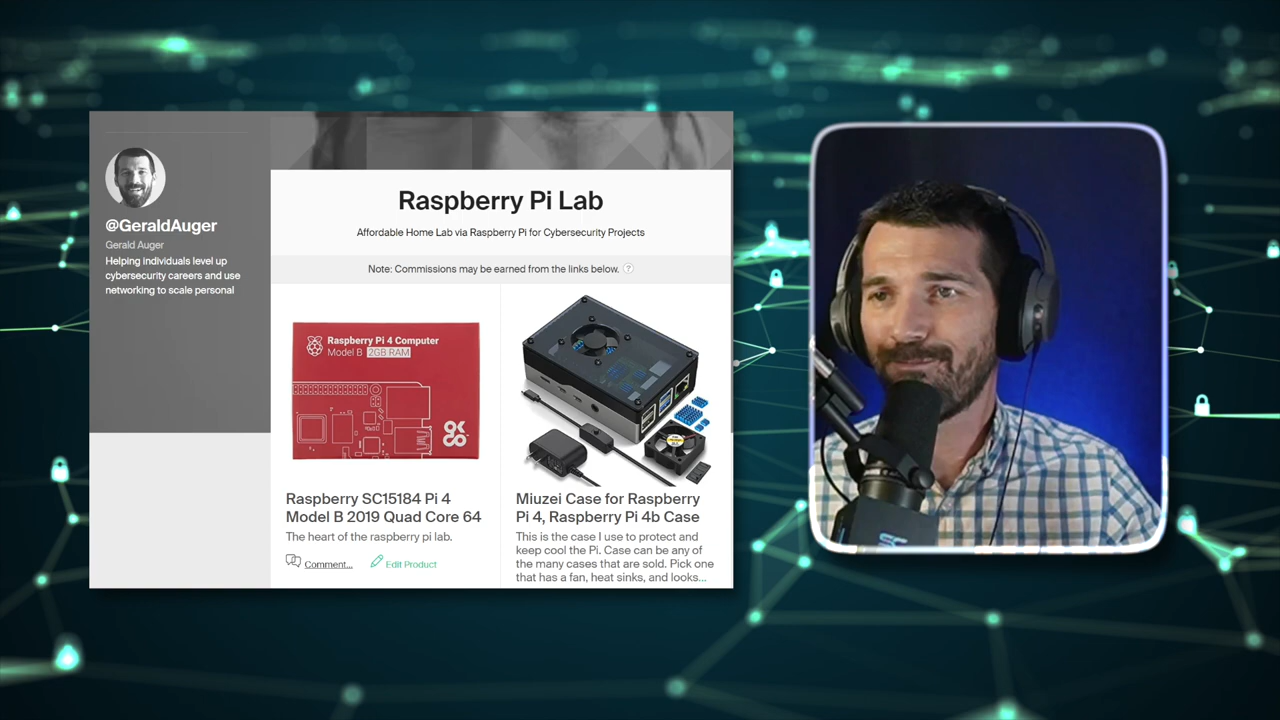 @GeraldAuger
Gerald Auger
Helping individuals level up
cybersecurity careers and use
networking to scale personal
Raspberry Pi Lab
Affordable Home Lab via Raspberry Pi for Cybersecurity Projects
Note: Commissions may be earned from the links below. ?
Raspberry Pi 4 Computer
Model B 2GB RAM
Raspberry SC15184 Pi 4
Model B 2019 Quad Core 64
The heart of the raspberry pi lab.
Comment...
Edit Product
Miuzei Case for Raspberry
Pi 4, Raspberry Pi 4b Case
This is the case I use to protect and
keep cool the Pi. Case can be any of
the many cases that are sold. Pick one
that has a fan, heat sinks, and looks...